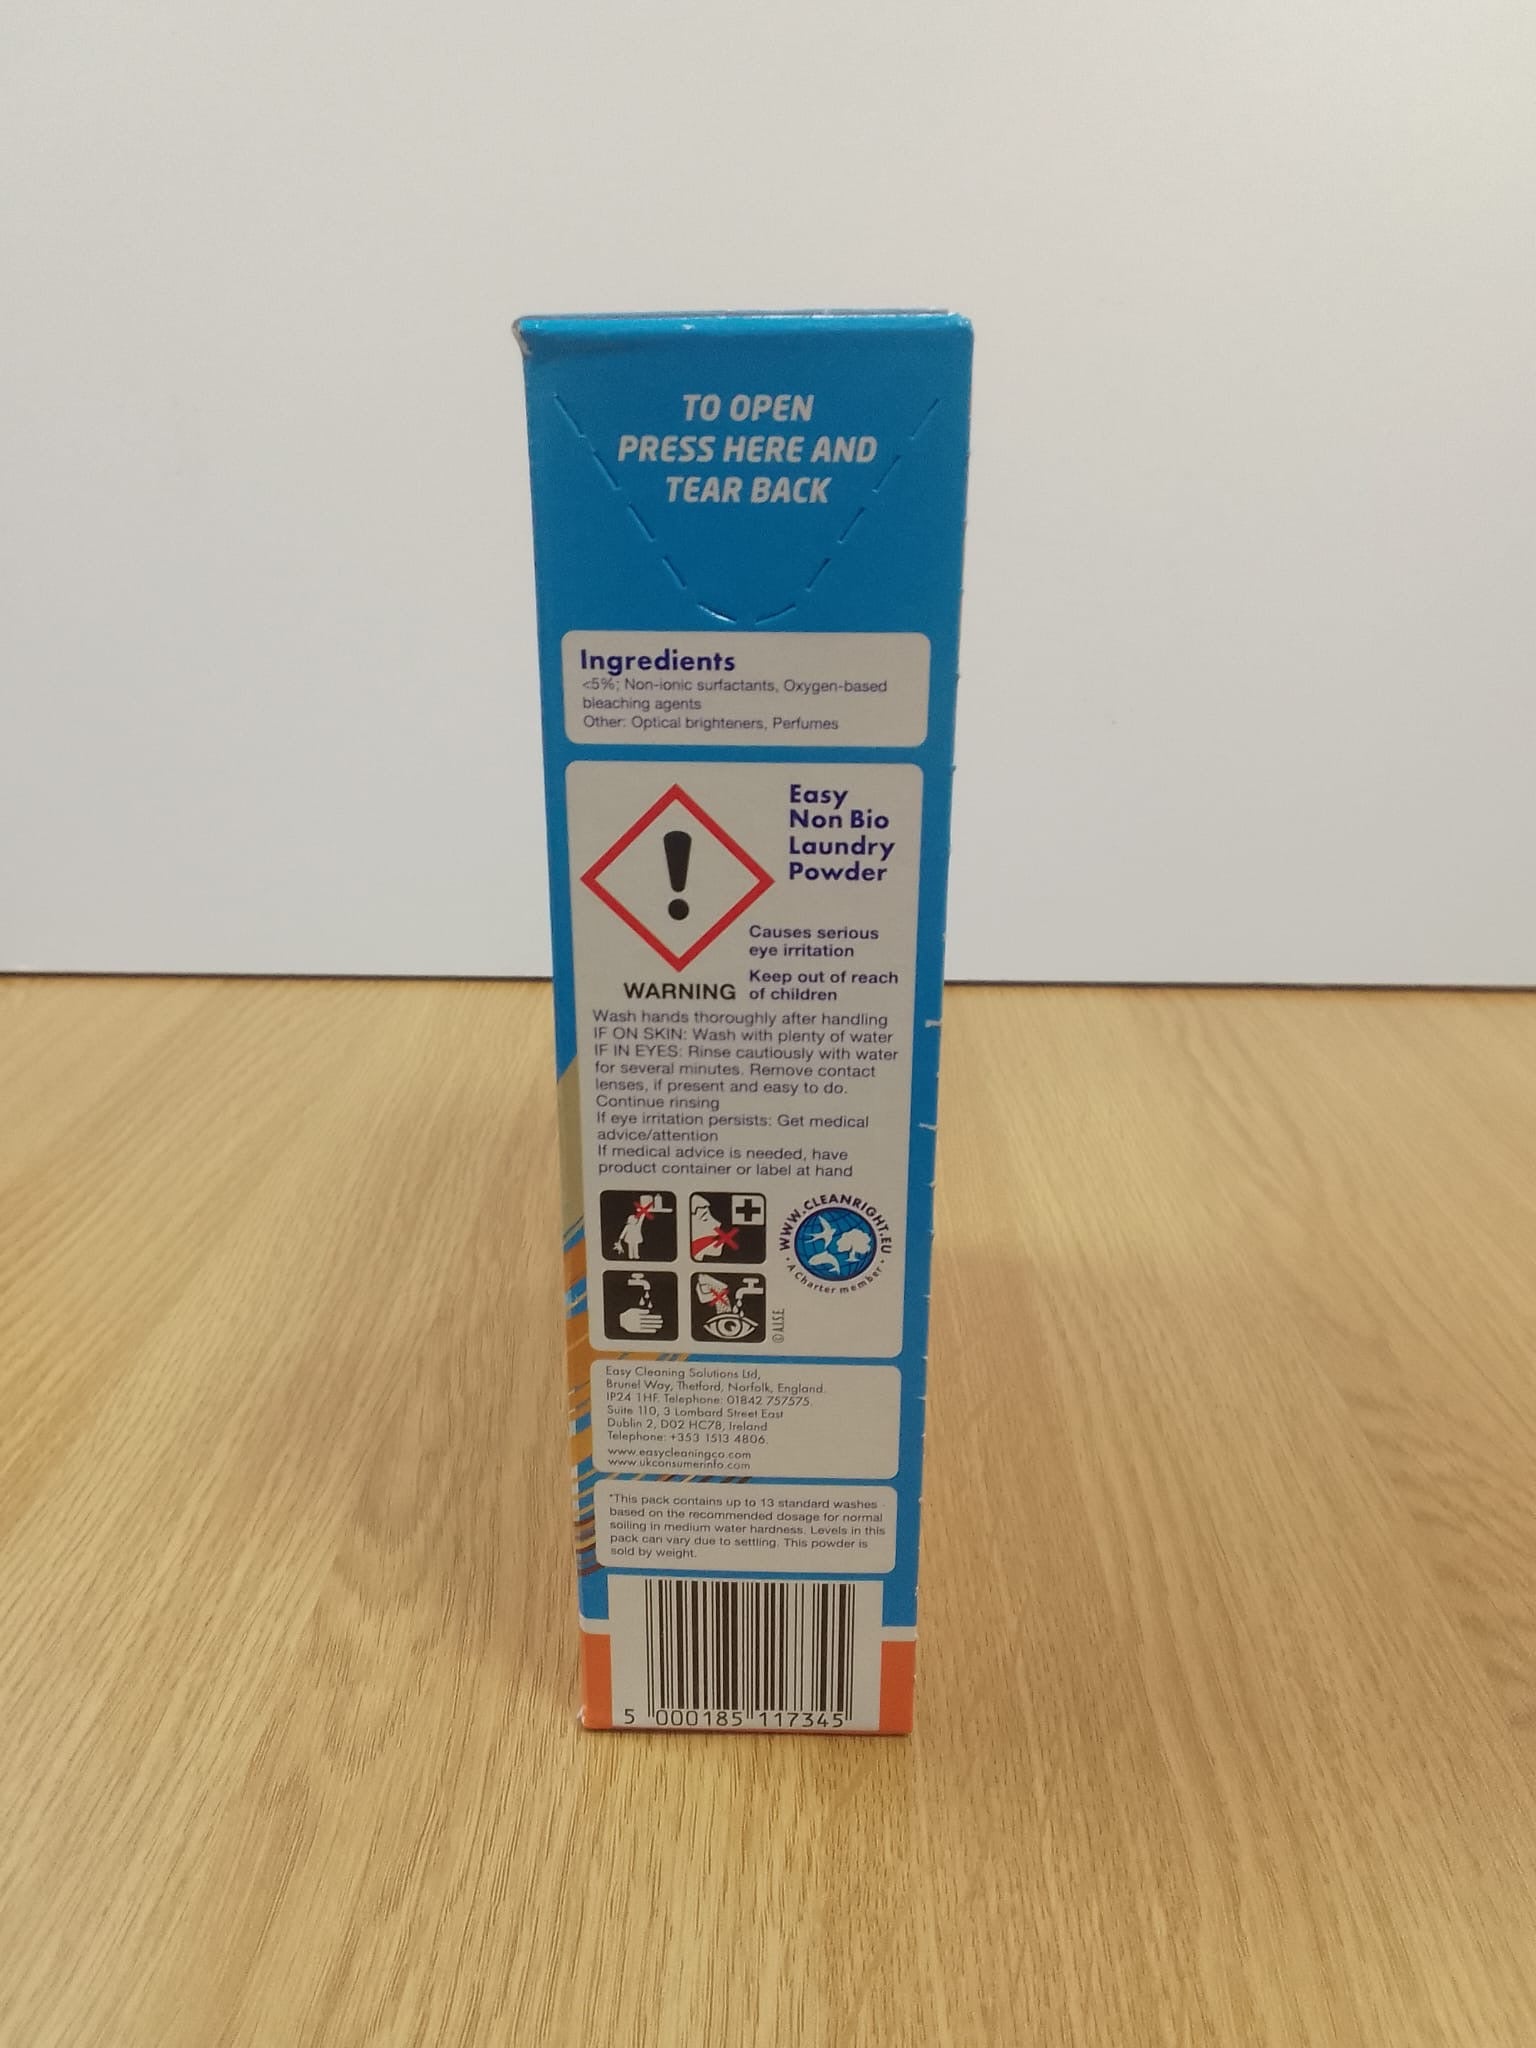 TO OPEN
PRESS HERE AND
TEAR BACK
Ingredients
<5%; Non-ionic surfactants, Oxygen-based
bleaching agents
Other: Optical brighteners, Perfumes
Easy
Non Bio
Laundry
Powder
Causes serious
eye irritation
Keep out of reach
of children
WARNING
Wash hands thoroughly after handling
IF ON SKIN: Wash with plenty of water
IF IN EYES: Rinse cautiously with water
for several minutes. Remove contact
lenses, if present and easy to do.
Continue rinsing
If eye irritation persists: Get medical
advice/attention
If medical advice is needed, have
product container or label at hand
WWW.CLEANRIGHT.EU
• A Charter member •
© A.I.S.E.
Easy Cleaning Solutions Ltd,
Brunel Way, Thetford, Norfolk, England.
IP24 1HF. Telephone: 01842 757575.
Suite 110, 3 Lombard Street East
Dublin 2, D02 HC78, Ireland
Telephone: +353 1513 4806.
www.easycleaningco.com
www.ukconsumerinfo.com
*This pack contains up to 13 standard washes -
based on the recommended dosage for normal
soiling in medium water hardness. Levels in this
pack can vary due to settling. This powder is
sold by weight.
5 000185 117345